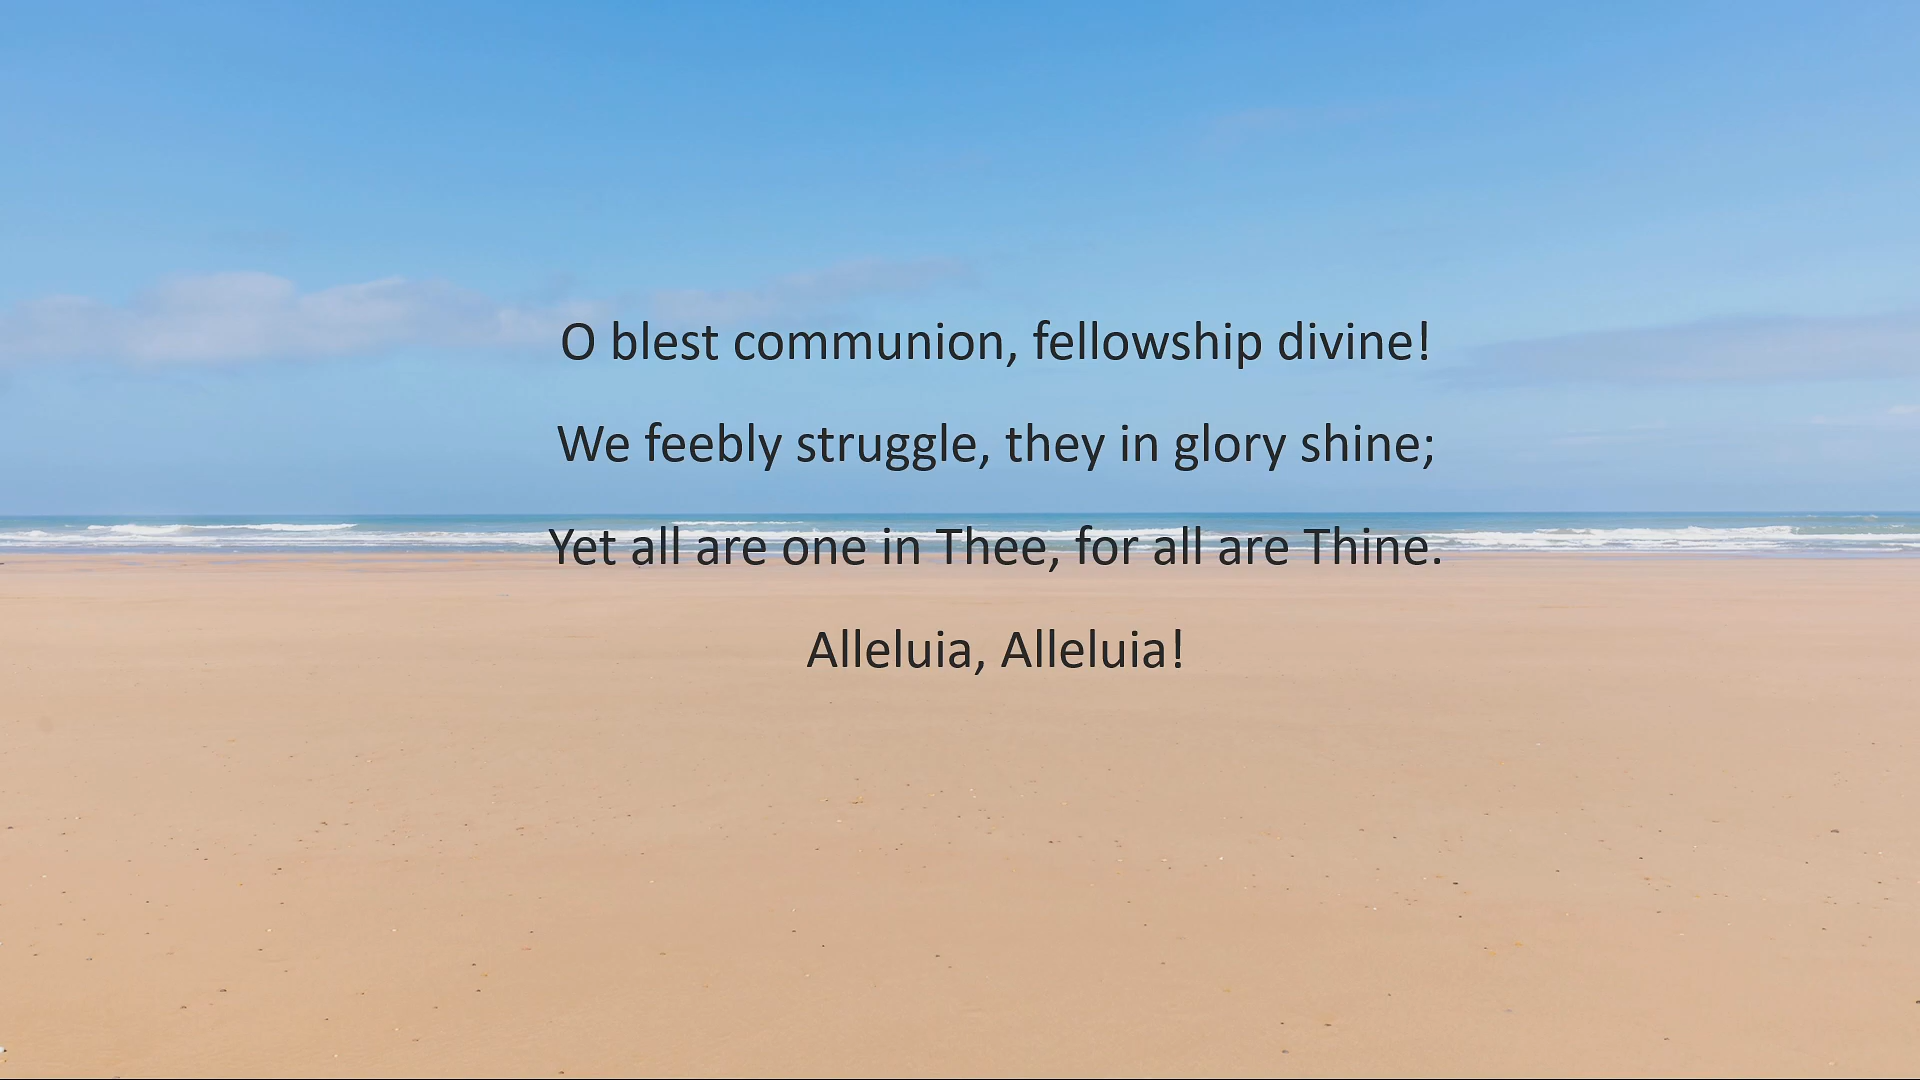 O blest communion, fellowship divine!
We feebly struggle, they in glory shine;
Yet all are one in Thee, for all are Thine.
Alleluia, Alleluia!